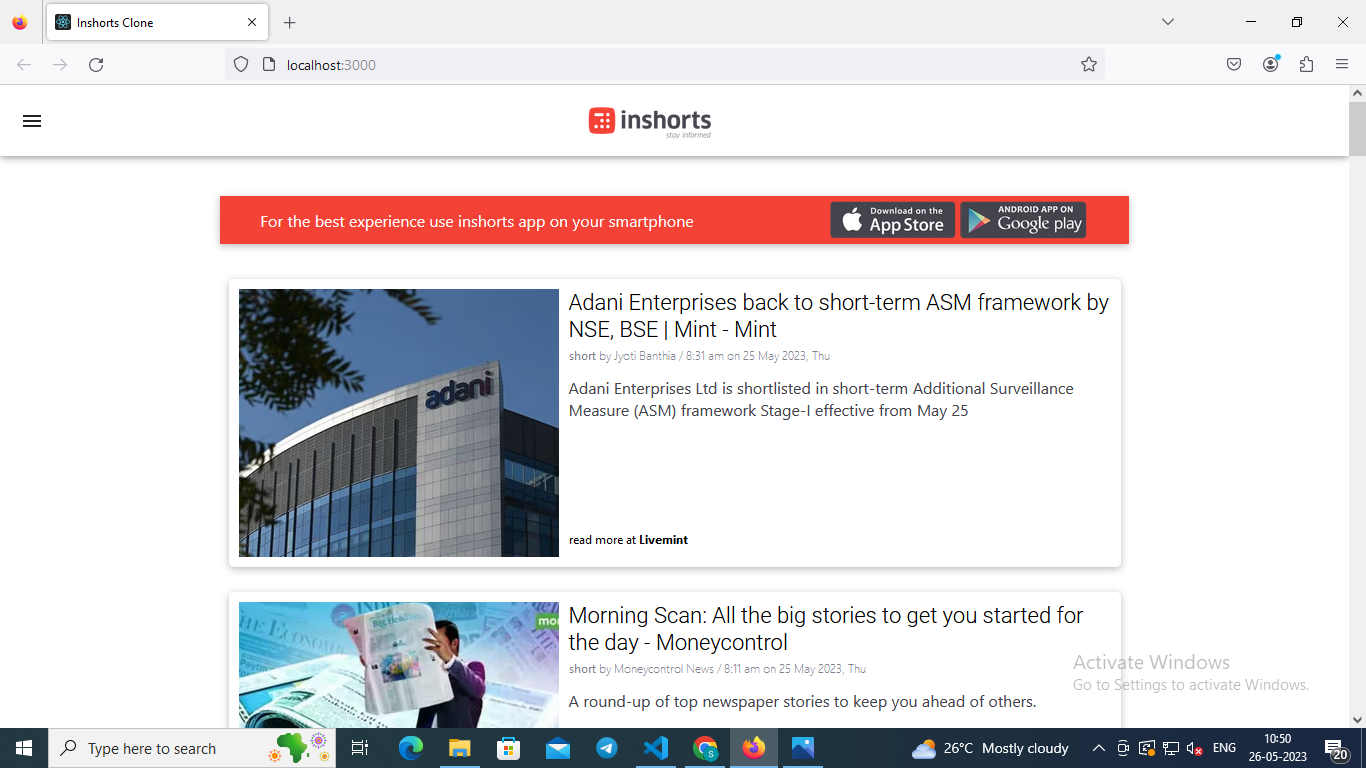 Inshorts Clone
localhost:3000
inshorts
stay informed
For the best experience use inshorts app on your smartphone
Download on the
App Store
ANDROID APP ON
Google play
adani
Adani Enterprises back to short-term ASM framework by
NSE, BSE | Mint - Mint
short by Jyoti Banthia / 8:31 am on 25 May 2023, Thu
Adani Enterprises Ltd is shortlisted in short-term Additional Surveillance
Measure (ASM) framework Stage-I effective from May 25
read more at Livemint
Morning Scan: All the big stories to get you started for
the day - Moneycontrol
short by Moneycontrol News / 8:11 am on 25 May 2023, Thu
A round-up of top newspaper stories to keep you ahead of others.
Activate Windows
Go to Settings to activate Windows.
Type here to search
26°C Mostly cloudy
ENG
10:50
26-05-2023
20